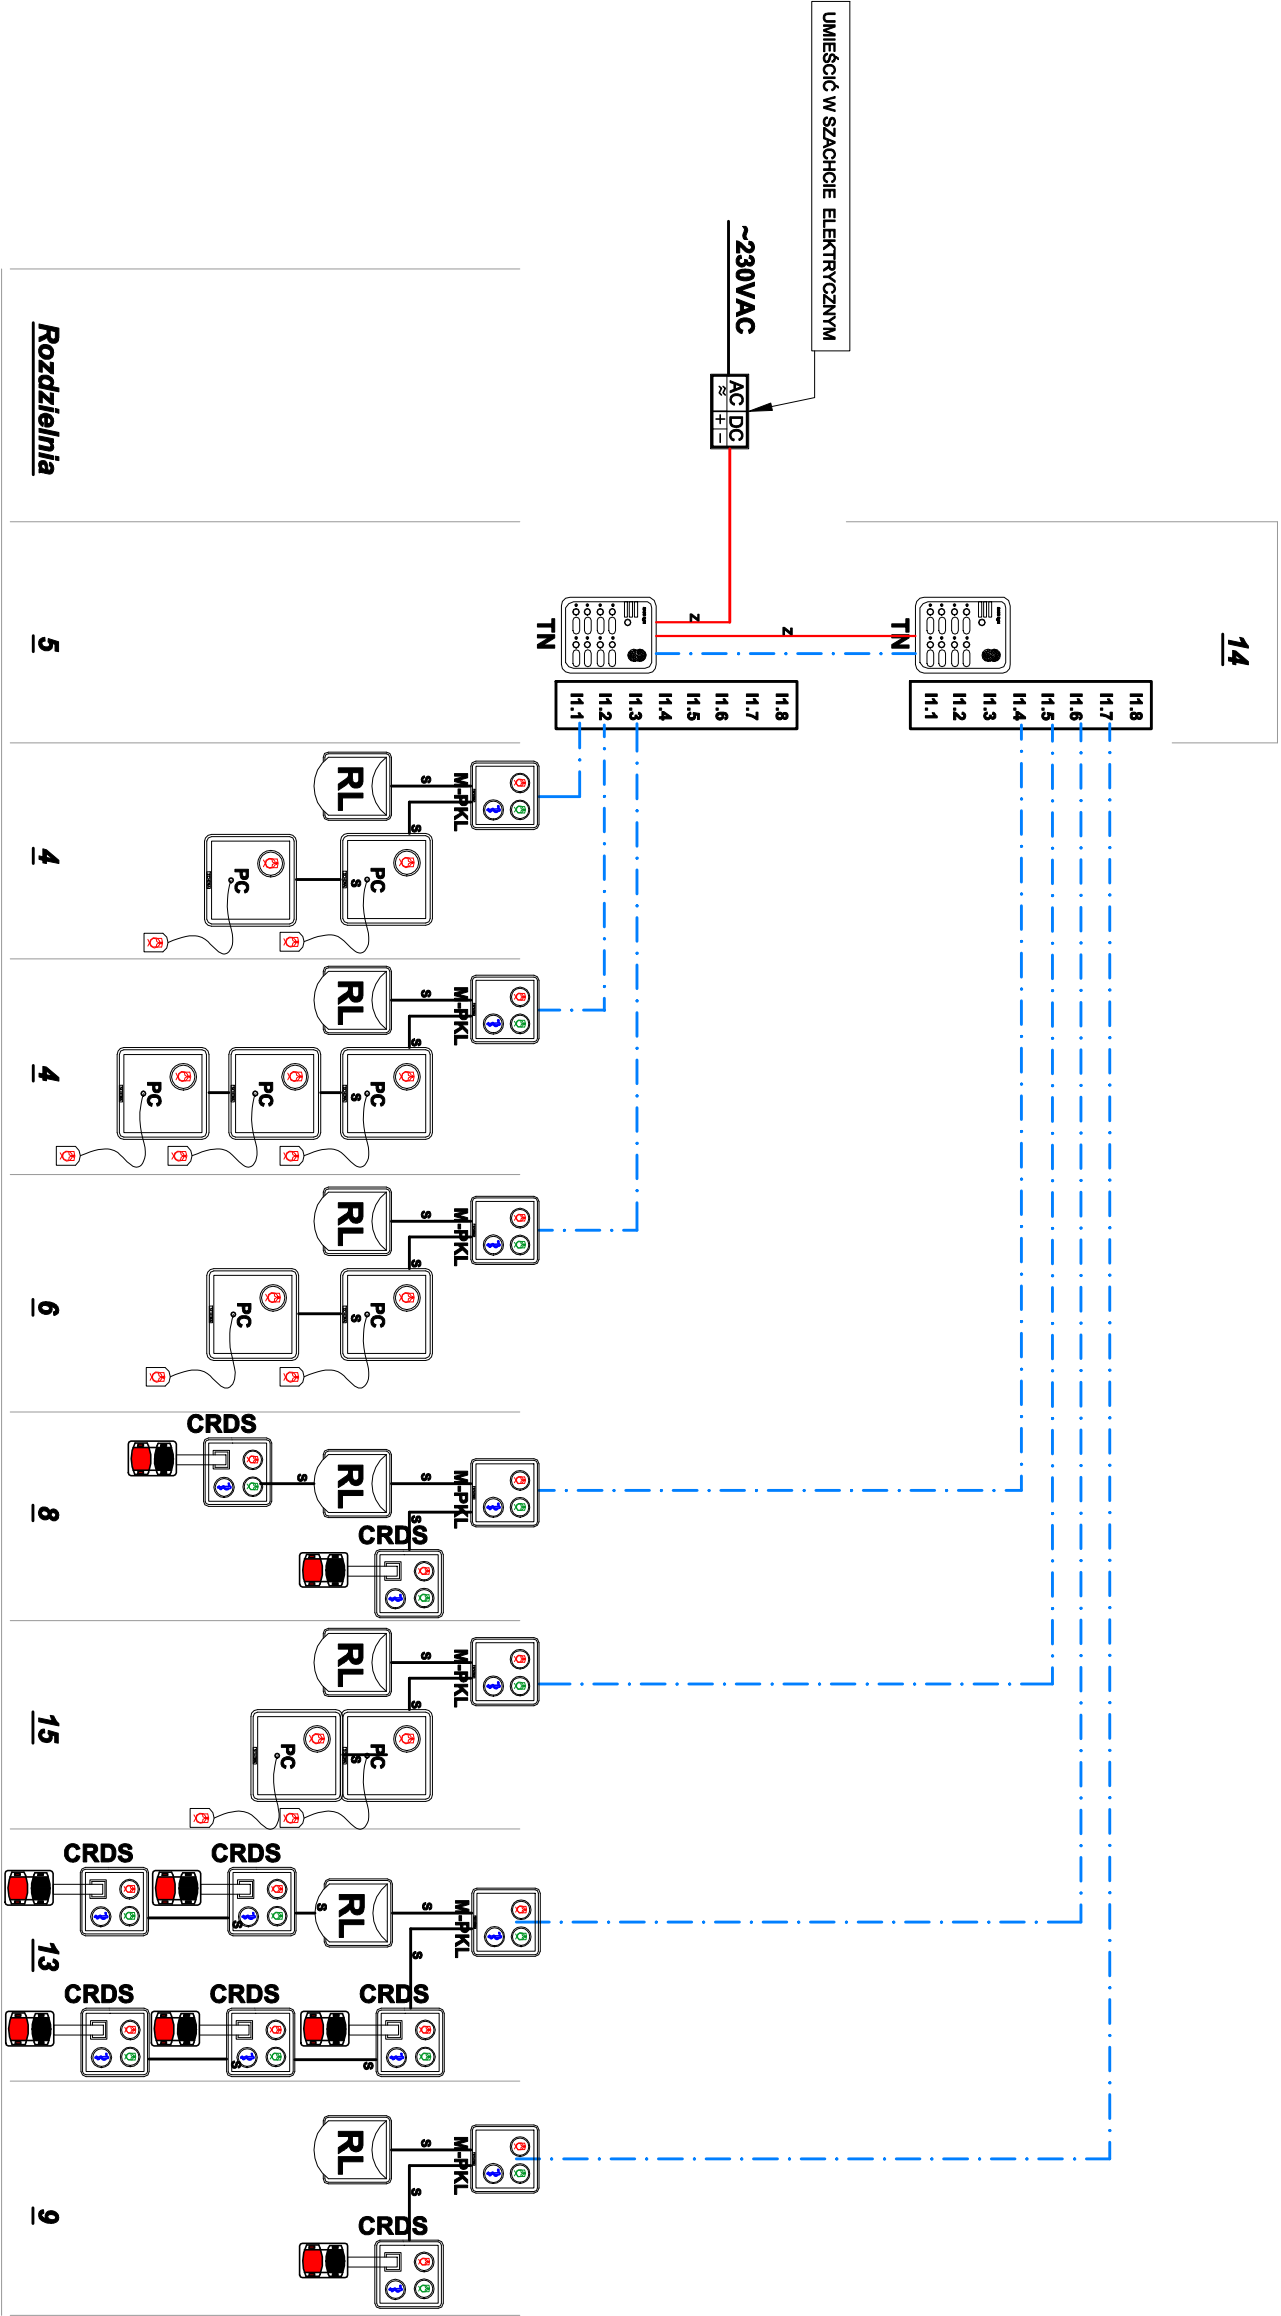 UMIEŚCIĆ W SZACHCIE ELEKTRYCZNYM
~230VAC
AC DC
≈ + −
Rozdzielnia
14
5
TN
TN
z
z
I1.1 I1.2 I1.3 I1.4 I1.5 I1.6 I1.7 I1.8
I1.1 I1.2 I1.3 I1.4 I1.5 I1.6 I1.7 I1.8
M-PKL
RL
s
s
PC
s
PC
4
M-PKL
RL
s
s
PC
s
PC
PC
4
M-PKL
RL
s
s
PC
s
PC
6
M-PKL
RL
s
s
s
CRDS
CRDS
8
M-PKL
RL
s
s
PC
s
PC
15
M-PKL
RL
s
s
s
s
CRDS
CRDS
13
CRDS
CRDS
CRDS
s
s
M-PKL
RL
s
s
CRDS
9